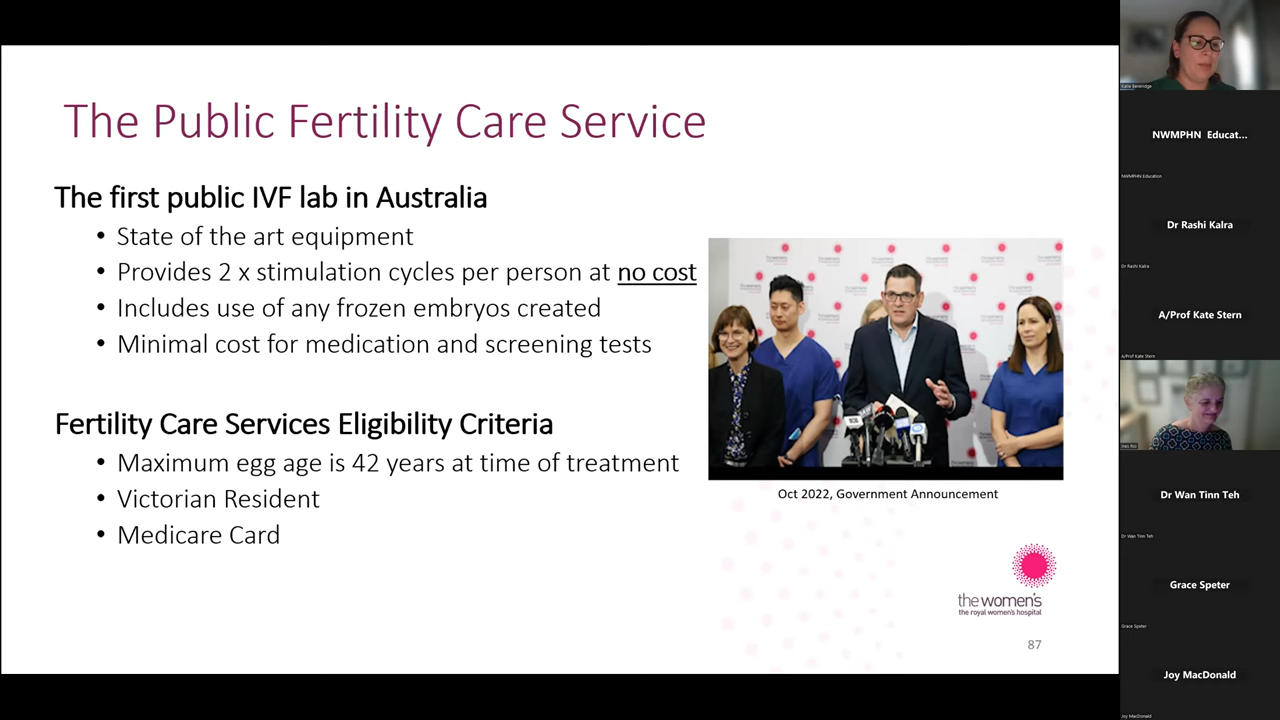 The Public Fertility Care Service
The first public IVF lab in Australia
• State of the art equipment
• Provides 2 x stimulation cycles per person at no cost
• Includes use of any frozen embryos created
• Minimal cost for medication and screening tests
Fertility Care Services Eligibility Criteria
• Maximum egg age is 42 years at time of treatment
• Victorian Resident
• Medicare Card
Oct 2022, Government Announcement
the women's
the royal women's hospital
87
NWMPHN Educat...
NWMPHN Education
Dr Rashi Kalra
Dr Rashi Kalra
A/Prof Kate Stern
A/Prof Kate Stern
Dr Wan Tinn Teh
Dr Wan Tinn Teh
Grace Speter
Grace Speter
Joy MacDonald
Joy MacDonald